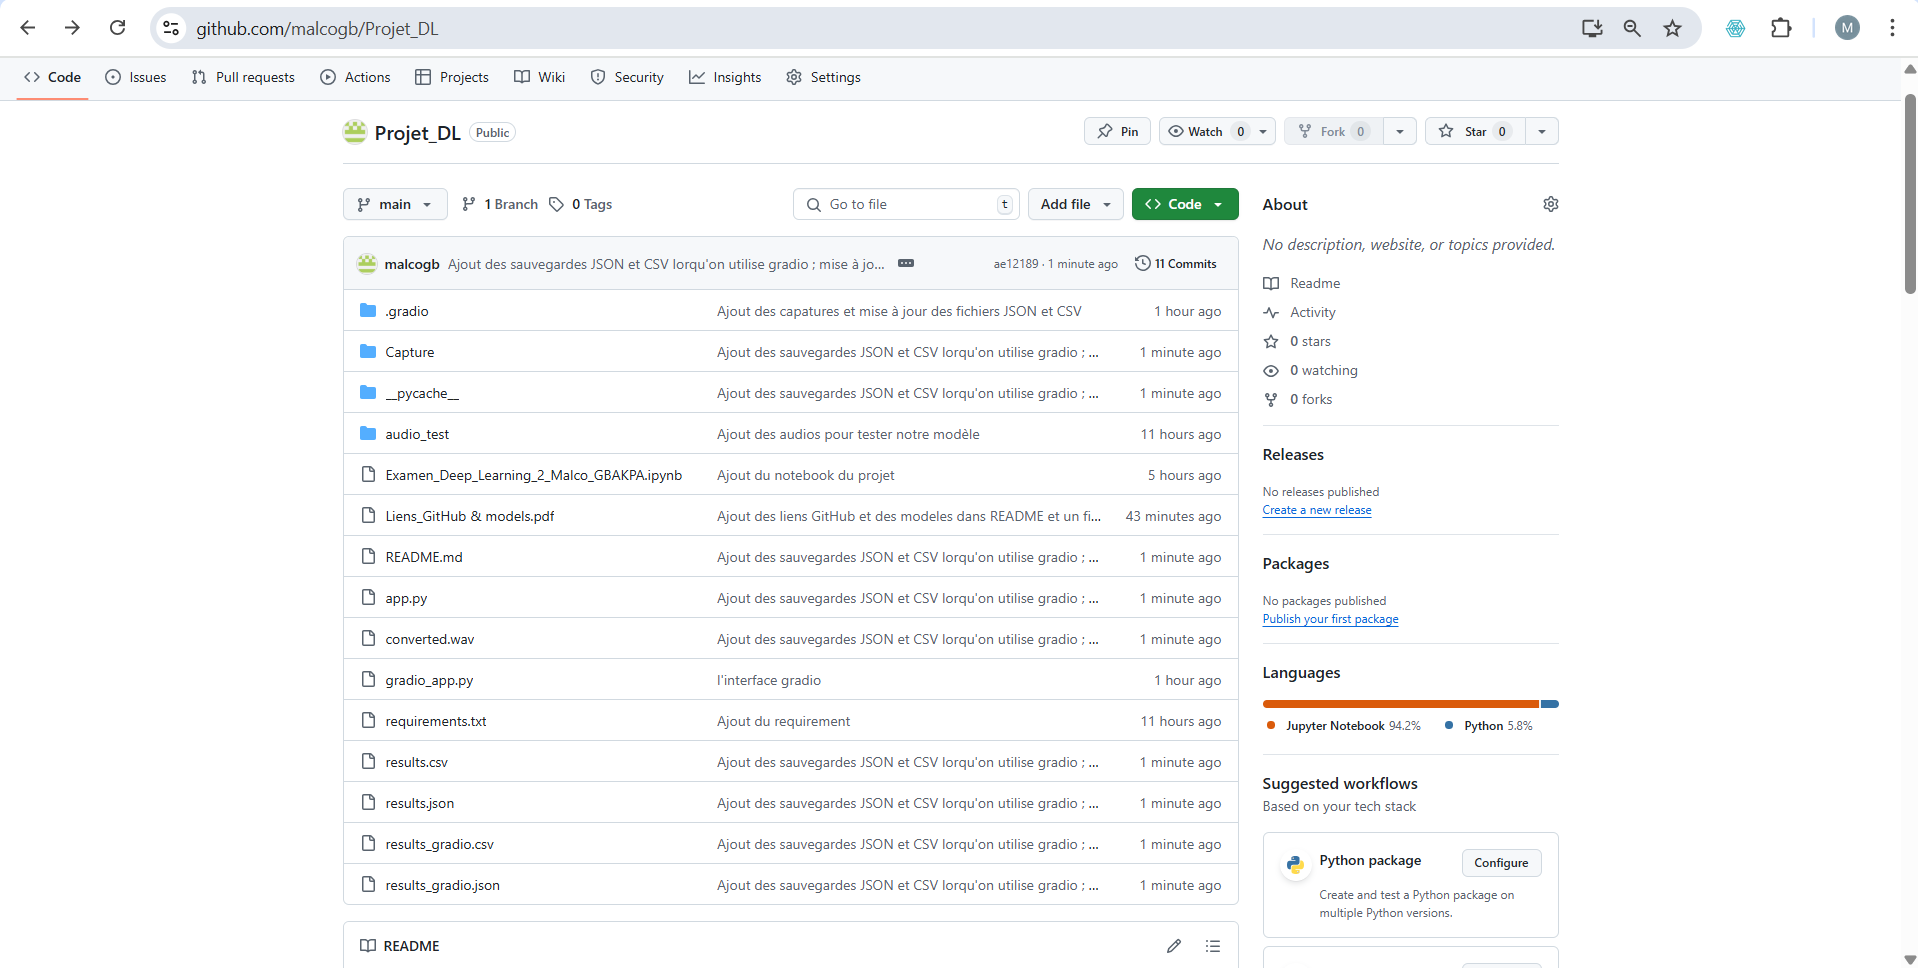 github.com/malcogb/Projet_DL
M
Code Issues Pull requests Actions Projects Wiki Security Insights Settings
Projet_DL Public
Pin Watch 0 Fork 0 Star 0
main 1 Branch 0 Tags Go to file t Add file Code
malcogb Ajout des sauvegardes JSON et CSV lorqu'on utilise gradio ; mise à jo... ae12189 · 1 minute ago 11 Commits
.gradio Ajout des capatures et mise à jour des fichiers JSON et CSV 1 hour ago
Capture Ajout des sauvegardes JSON et CSV lorqu'on utilise gradio ; ... 1 minute ago
__pycache__ Ajout des sauvegardes JSON et CSV lorqu'on utilise gradio ; ... 1 minute ago
audio_test Ajout des audios pour tester notre modèle 11 hours ago
Examen_Deep_Learning_2_Malco_GBAKPA.ipynb Ajout du notebook du projet 5 hours ago
Liens_GitHub & models.pdf Ajout des liens GitHub et des modeles dans README et un fi... 43 minutes ago
README.md Ajout des sauvegardes JSON et CSV lorqu'on utilise gradio ; ... 1 minute ago
app.py Ajout des sauvegardes JSON et CSV lorqu'on utilise gradio ; ... 1 minute ago
converted.wav Ajout des sauvegardes JSON et CSV lorqu'on utilise gradio ; ... 1 minute ago
gradio_app.py l'interface gradio 1 hour ago
requirements.txt Ajout du requirement 11 hours ago
results.csv Ajout des sauvegardes JSON et CSV lorqu'on utilise gradio ; ... 1 minute ago
results.json Ajout des sauvegardes JSON et CSV lorqu'on utilise gradio ; ... 1 minute ago
results_gradio.csv Ajout des sauvegardes JSON et CSV lorqu'on utilise gradio ; ... 1 minute ago
results_gradio.json Ajout des sauvegardes JSON et CSV lorqu'on utilise gradio ; ... 1 minute ago
README
About
No description, website, or topics provided.
Readme
Activity
0 stars
0 watching
0 forks
Releases
No releases published
Create a new release
Packages
No packages published
Publish your first package
Languages
Jupyter Notebook 94.2% Python 5.8%
Suggested workflows
Based on your tech stack
Python package Configure
Create and test a Python package on
multiple Python versions.